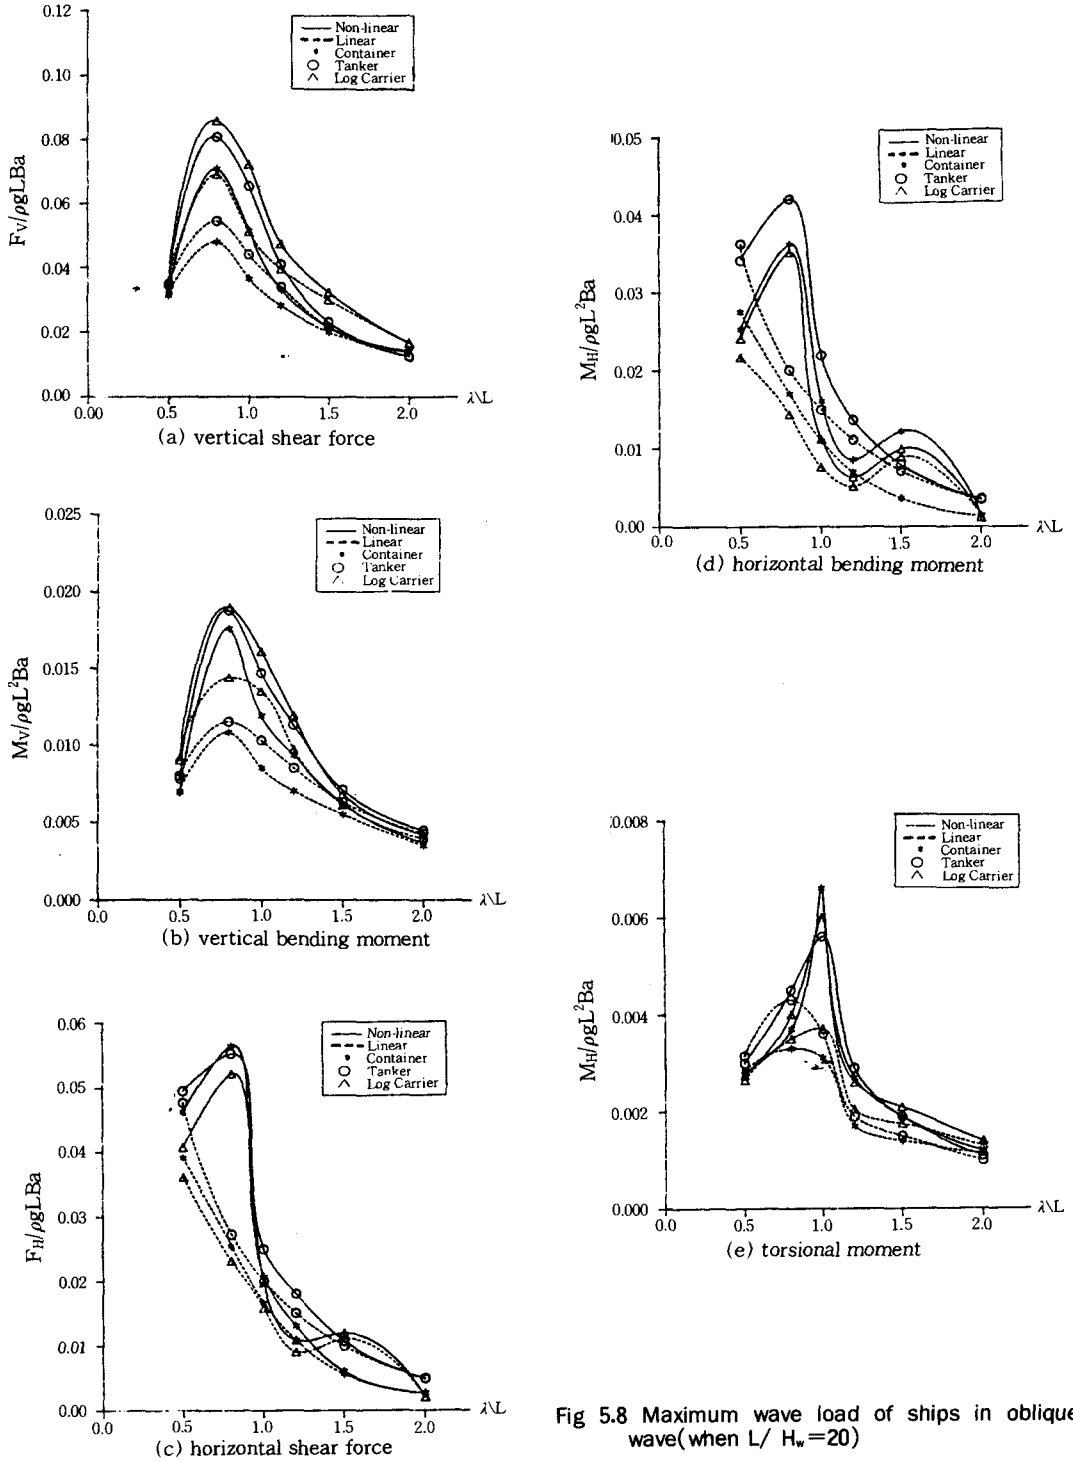 0.12
0.10
0.08
0.06
0.04
0.02
0.00
Fv/ρgLBa
Non-linear
Linear
Container
Tanker
Log Carrier
0.0 0.5 1.0 1.5 2.0 λ\L
(a) vertical shear force
0.025
0.020
0.015
0.010
0.005
0.000
Mv/ρgL²Ba
Non-linear
Linear
Container
Tanker
Log Carrier
0.0 0.5 1.0 1.5 2.0 λ\L
(b) vertical bending moment
0.06
0.05
0.04
0.03
0.02
0.01
0.00
FH/ρgLBa
Non-linear
Linear
Container
Tanker
Log Carrier
0.0 0.5 1.0 1.5 2.0 λ\L
(c) horizontal shear force
0.05
0.04
0.03
0.02
0.01
0.00
MH/ρgL²Ba
Non-linear
Linear
Container
Tanker
Log Carrier
0.0 0.5 1.0 1.5 2.0 λ\L
(d) horizontal bending moment
0.008
0.006
0.004
0.002
0.000
MH/ρgL²Ba
Non-linear
Linear
Container
Tanker
Log Carrier
0.0 0.5 1.0 1.5 2.0 λ\L
(e) torsional moment
Fig 5.8 Maximum wave load of ships in oblique
wave(when L/ Hw=20)